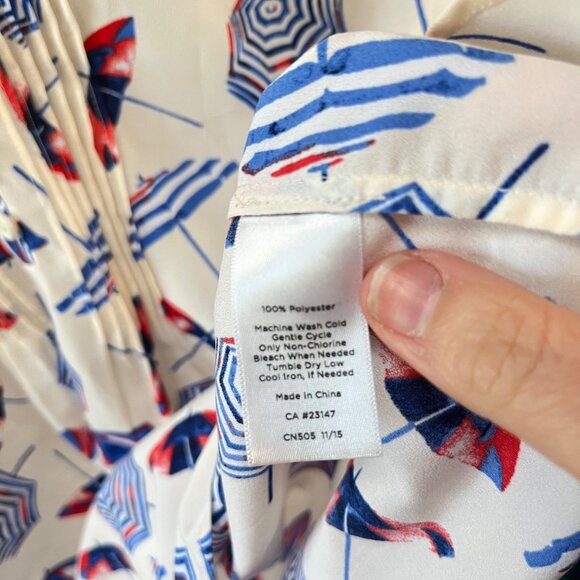 100% Polyester
Machine Wash Cold
Gentle Cycle
Only Non-Chlorine
Bleach When Needed
Tumble Dry Low
Cool Iron, If Needed
Made in China
CA #23147
CN505 11/15